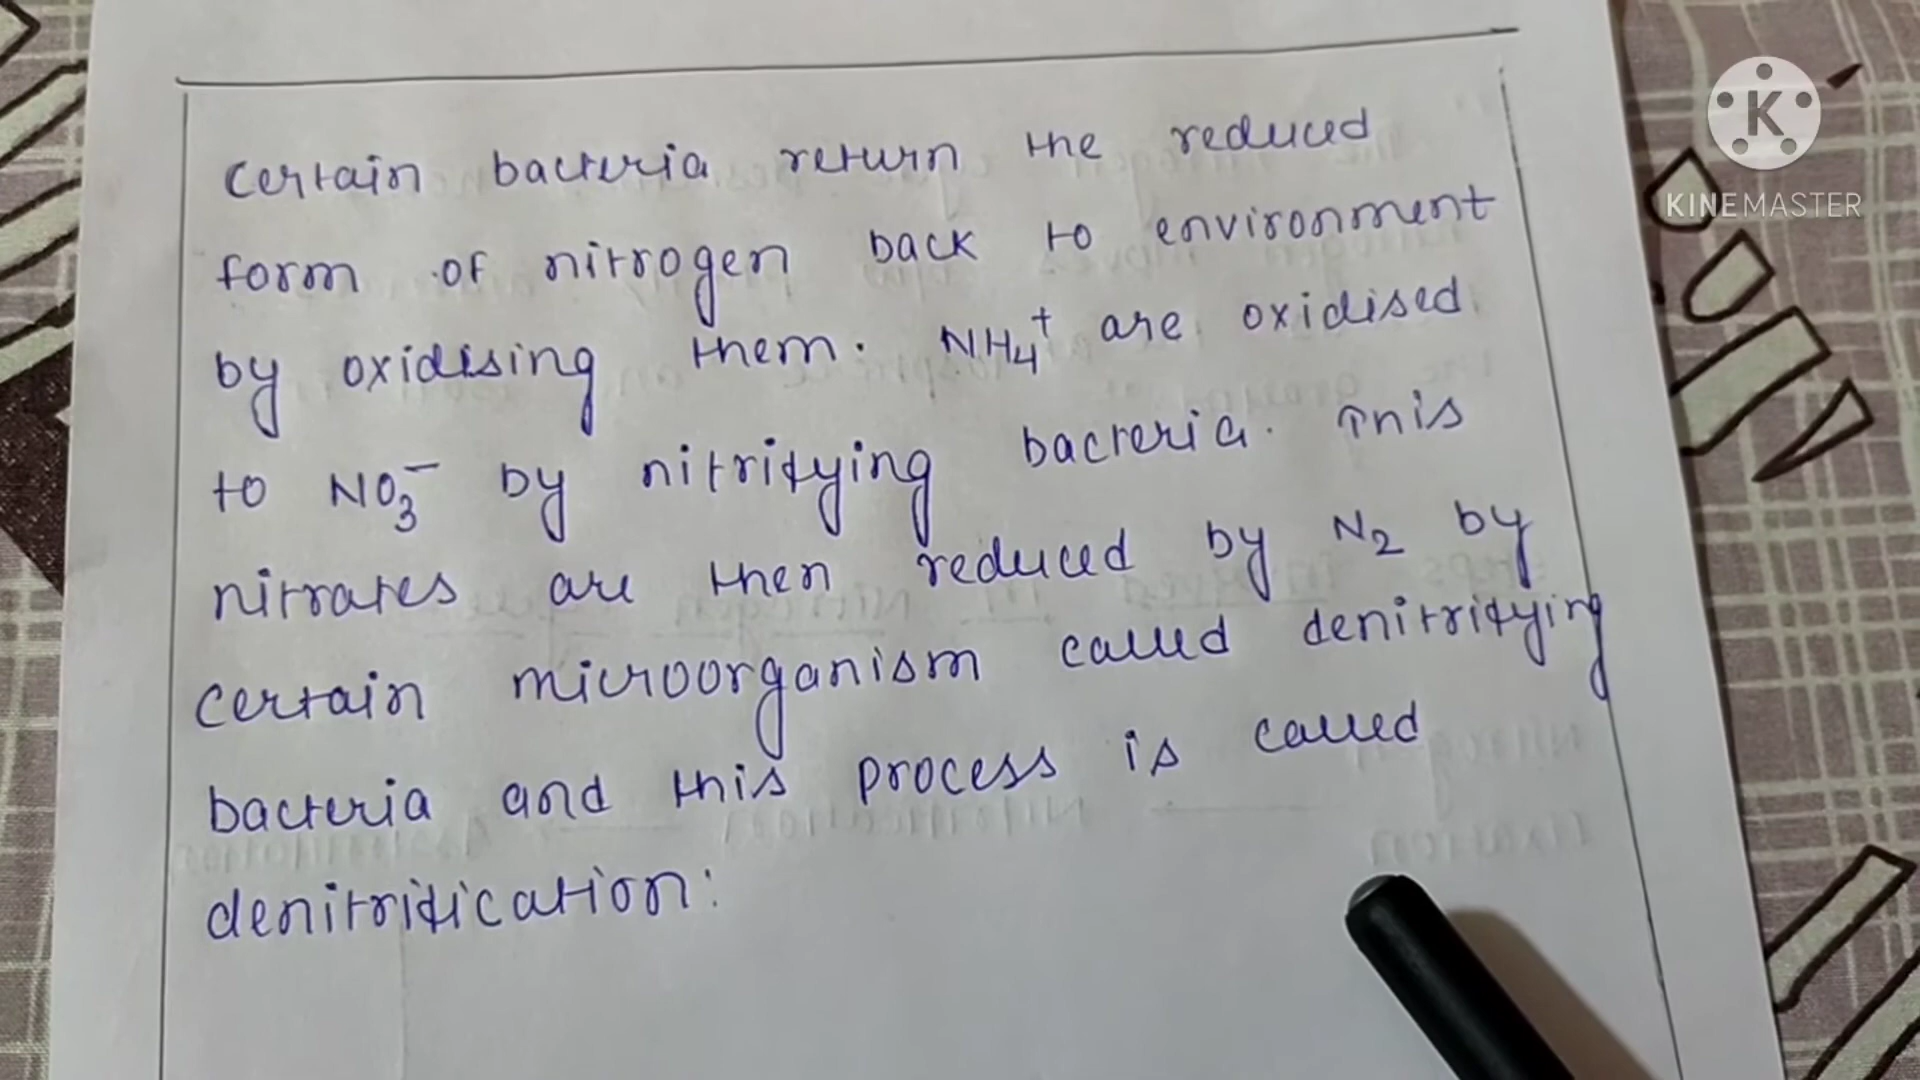 certain bacteria return the reduced
form of nitrogen back to environment
by oxidising them. NH₄⁺ are oxidised
to NO₃⁻ by nitrifying bacteria. This
nitrates are then reduced by N₂ by
certain microorganism called denitrifying
bacteria and this process is called
denitrification:
K
KINEMASTER